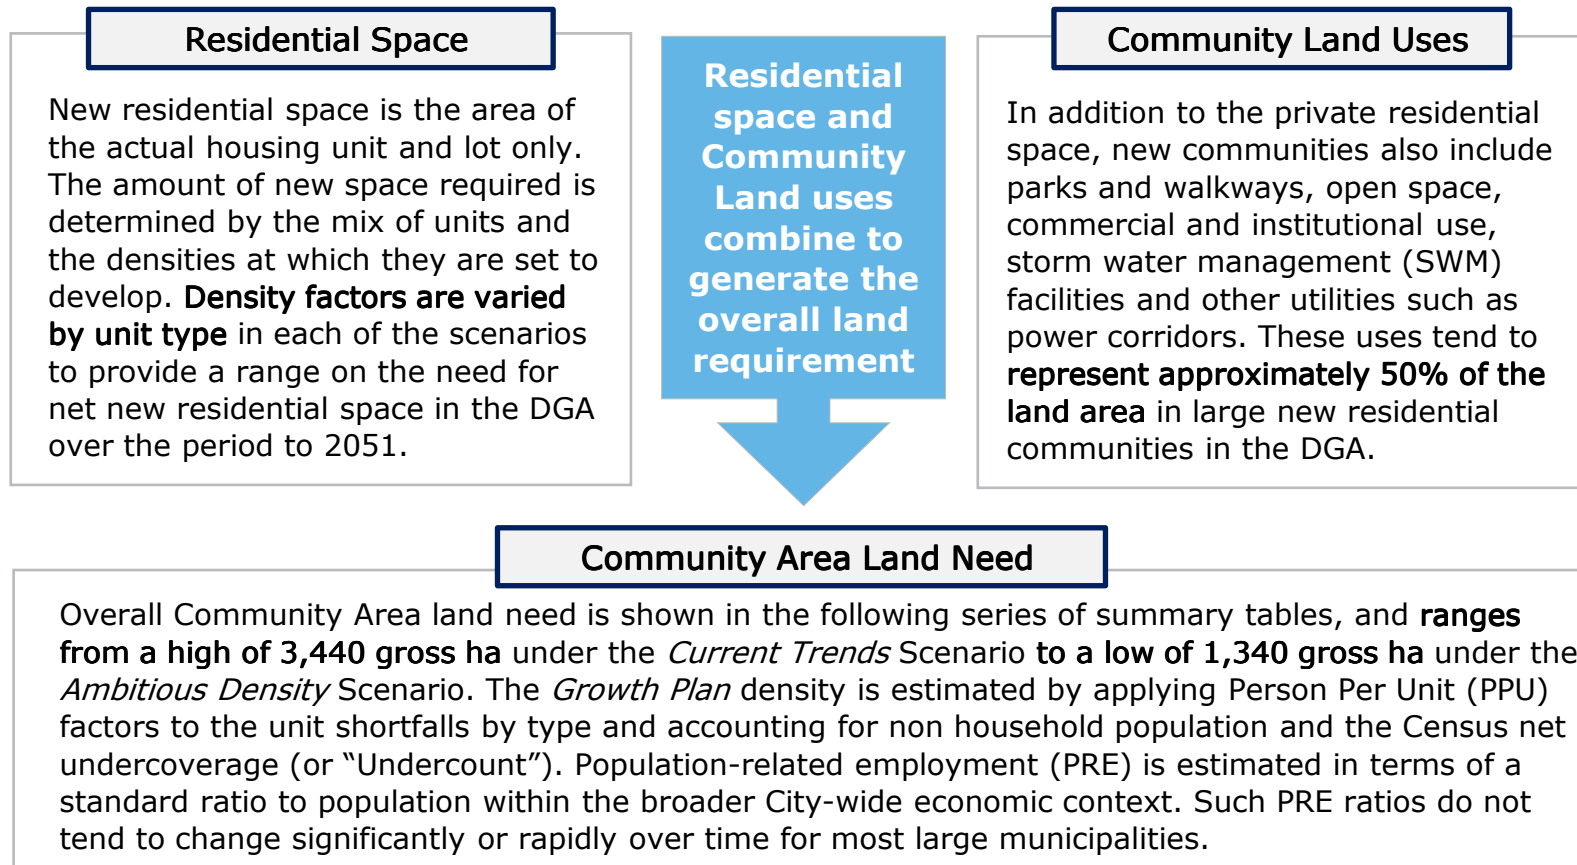 Residential Space
New residential space is the area of
the actual housing unit and lot only.
The amount of new space required is
determined by the mix of units and
the densities at which they are set to
develop. Density factors are varied
by unit type in each of the scenarios
to provide a range on the need for
net new residential space in the DGA
over the period to 2051.
Residential
space and
Community
Land uses
combine to
generate the
overall land
requirement
Community Land Uses
In addition to the private residential
space, new communities also include
parks and walkways, open space,
commercial and institutional use,
storm water management (SWM)
facilities and other utilities such as
power corridors. These uses tend to
represent approximately 50% of the
land area in large new residential
communities in the DGA.
Community Area Land Need
Overall Community Area land need is shown in the following series of summary tables, and ranges
from a high of 3,440 gross ha under the Current Trends Scenario to a low of 1,340 gross ha under the
Ambitious Density Scenario. The Growth Plan density is estimated by applying Person Per Unit (PPU)
factors to the unit shortfalls by type and accounting for non household population and the Census net
undercoverage (or “Undercount”). Population-related employment (PRE) is estimated in terms of a
standard ratio to population within the broader City-wide economic context. Such PRE ratios do not
tend to change significantly or rapidly over time for most large municipalities.